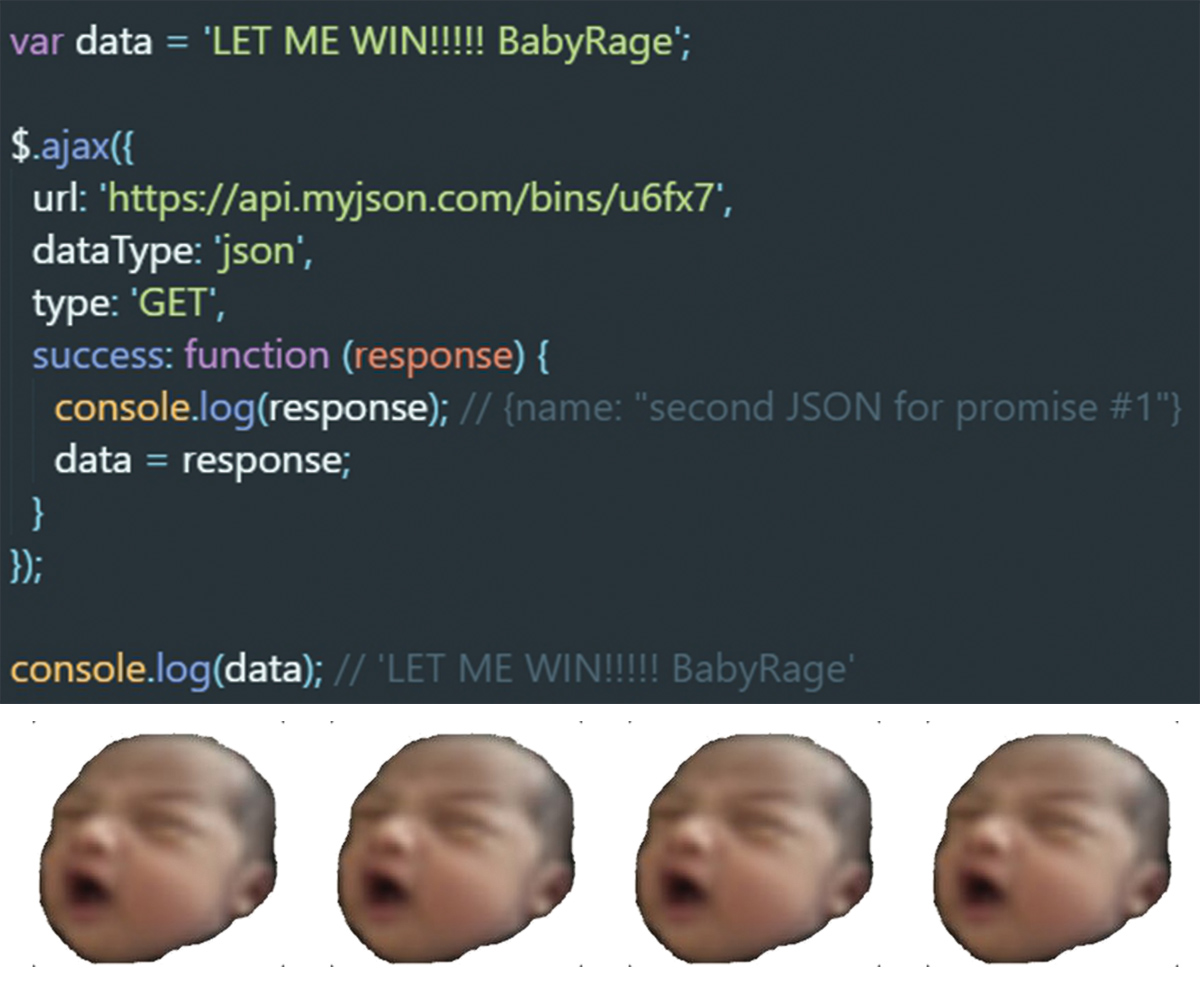 var data = 'LET ME WIN!!!!! BabyRage';
$.ajax({
url: 'https://api.myjson.com/bins/u6fx7',
dataType: 'json',
type: 'GET',
success: function (response) {
console.log(response); // {name: "second JSON for promise #1"}
data = response;
}
});
console.log(data); // 'LET ME WIN!!!!! BabyRage'